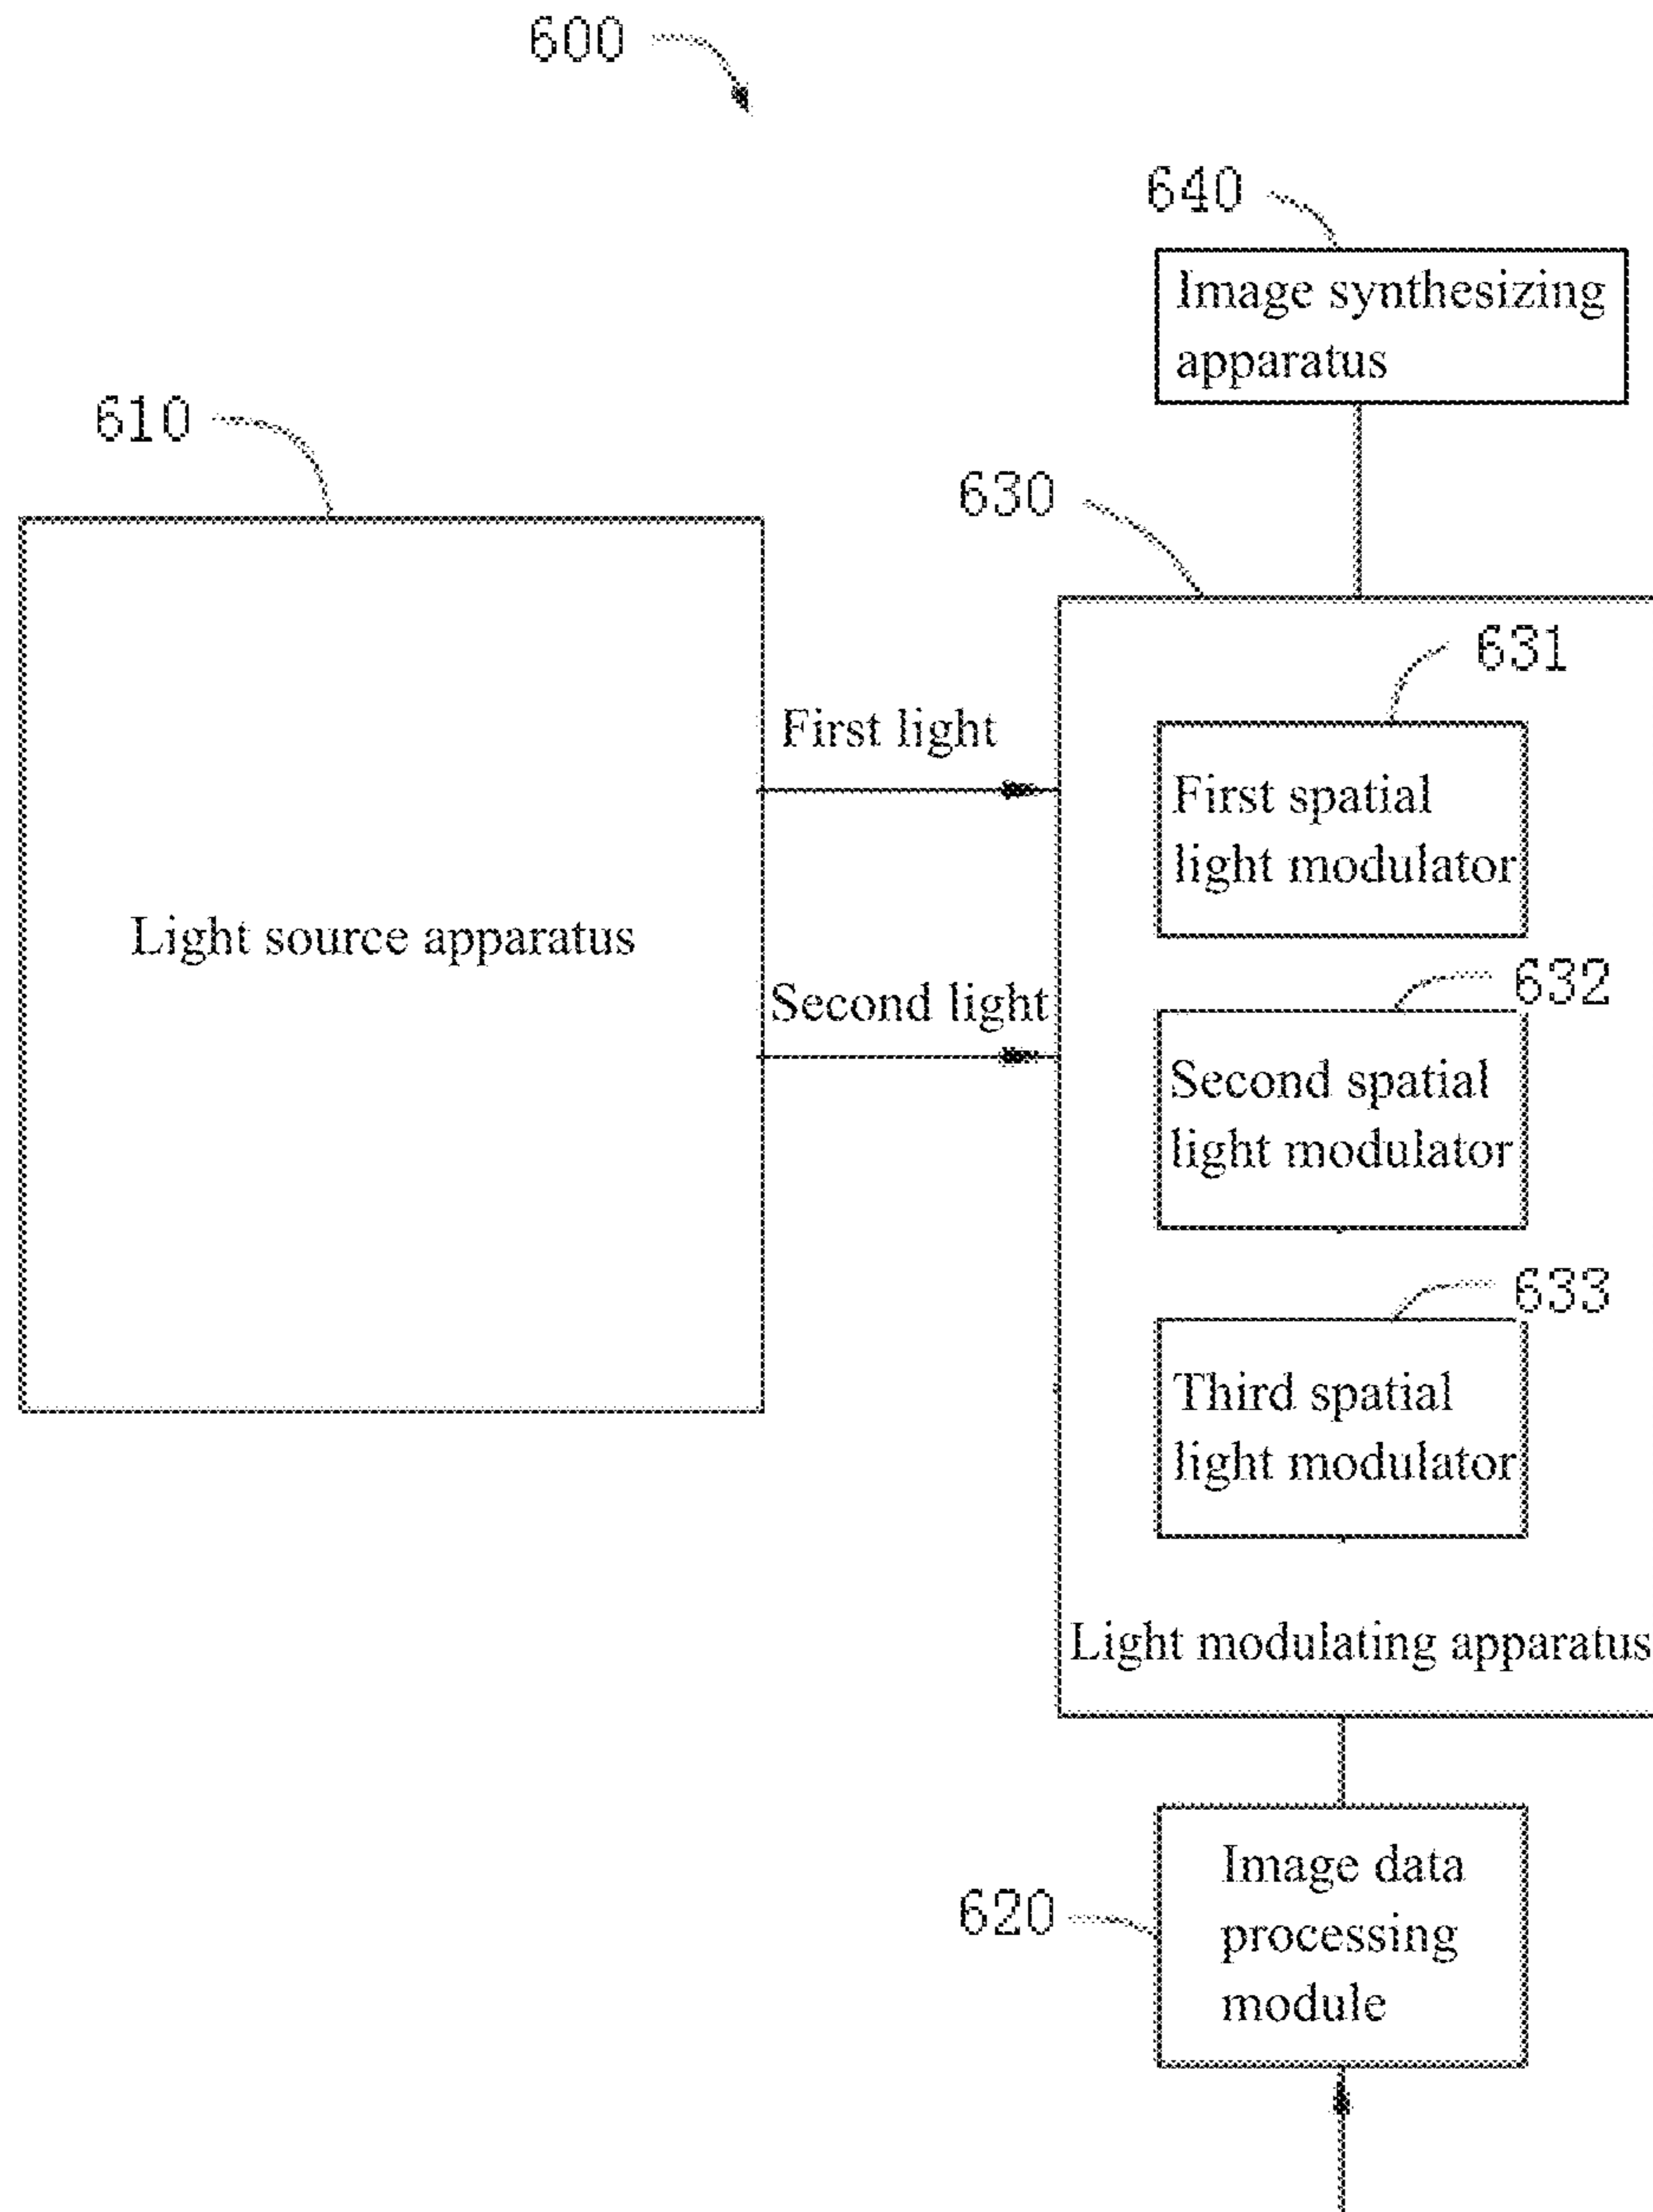 600
640
Image synthesizing
apparatus
610
630
631
First light
First spatial
light modulator
Light source apparatus
Second light
632
Second spatial
light modulator
633
Third spatial
light modulator
Light modulating apparatus
620
Image data
processing
module